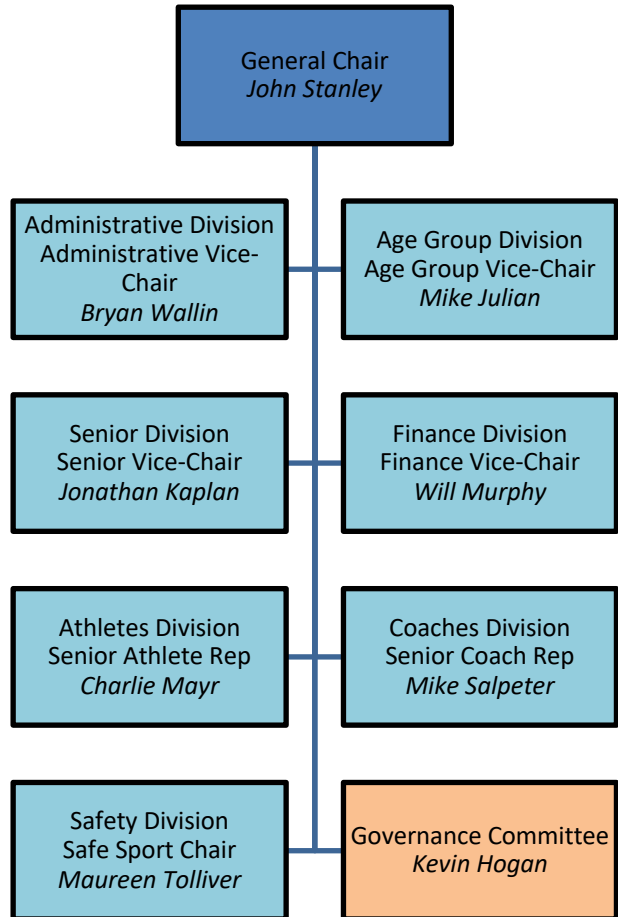 General Chair
John Stanley
Administrative Division
Administrative Vice-
Chair
Bryan Wallin
Age Group Division
Age Group Vice-Chair
Mike Julian
Senior Division
Senior Vice-Chair
Jonathan Kaplan
Finance Division
Finance Vice-Chair
Will Murphy
Athletes Division
Senior Athlete Rep
Charlie Mayr
Coaches Division
Senior Coach Rep
Mike Salpeter
Safety Division
Safe Sport Chair
Maureen Tolliver
Governance Committee
Kevin Hogan